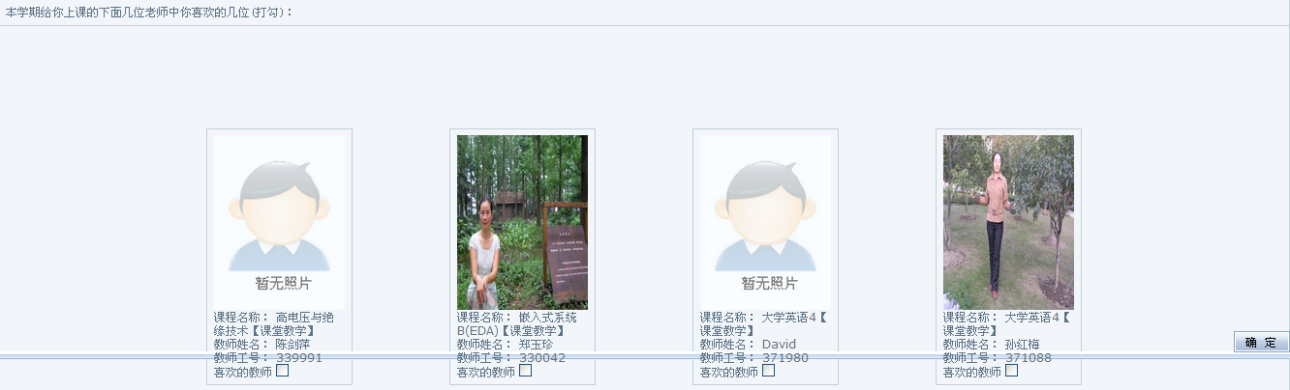 本学期给你上课的下面几位老师中你喜欢的几位(打勾)：
暂无照片
课程名称： 高电压与绝
缘技术【课堂教学】
教师姓名： 陈剑萍
教师工号： 339991
喜欢的教师
课程名称： 嵌入式系统
B(EDA)【课堂教学】
教师姓名： 郑玉珍
教师工号： 330042
喜欢的教师
暂无照片
课程名称： 大学英语4【
课堂教学】
教师姓名： David
教师工号： 371980
喜欢的教师
课程名称： 大学英语4【
课堂教学】
教师姓名： 孙红梅
教师工号： 371088
喜欢的教师
确 定